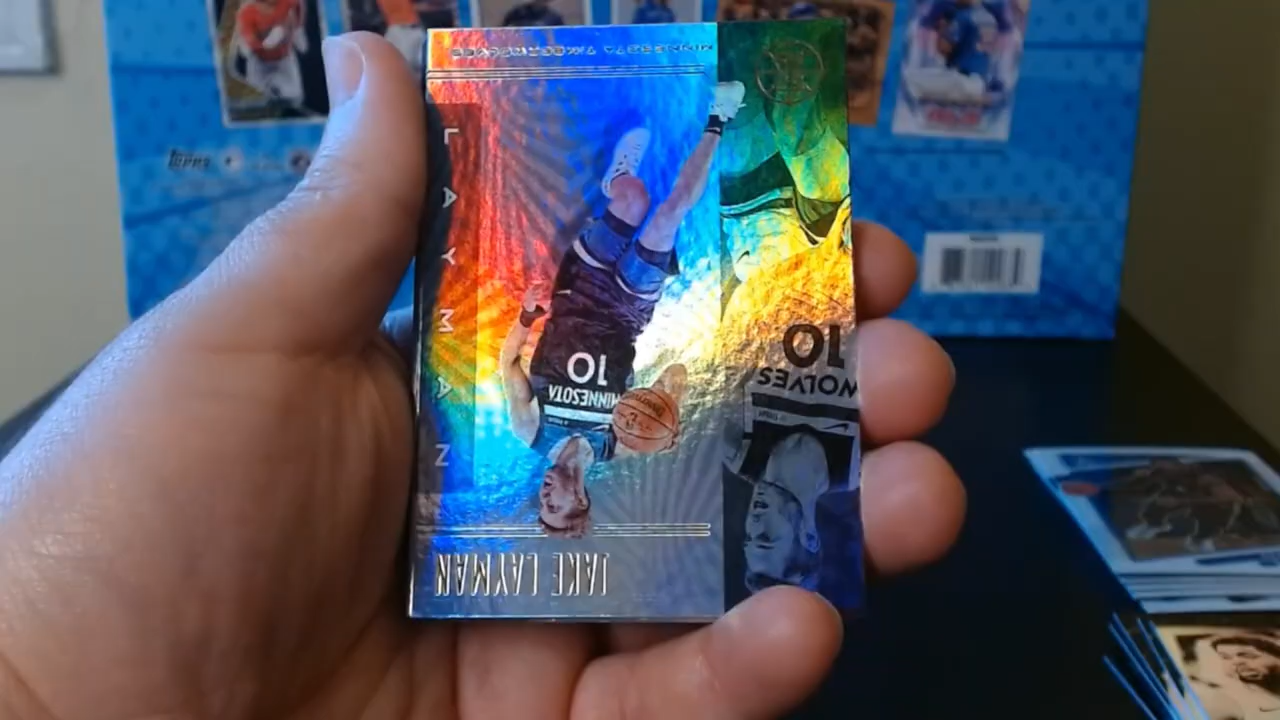 JAKE LAYMAN
MINNESOTA
10
WOLVES
10
LAYMAN
MINNESOTA TIMBERWOLVES
Topps